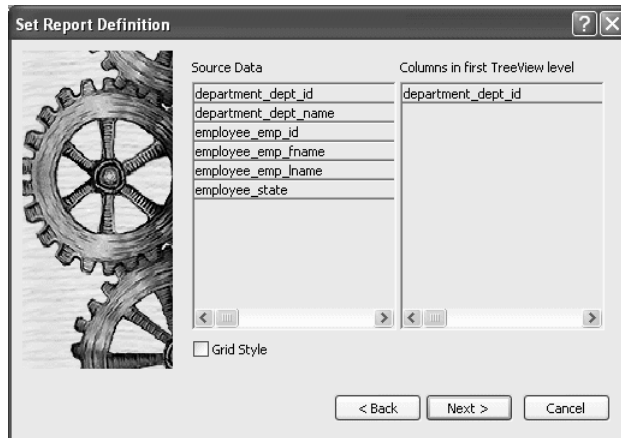 Set Report Definition
Source Data
department_dept_id
department_dept_name
employee_emp_id
employee_emp_fname
employee_emp_lname
employee_state
Columns in first TreeView level
department_dept_id
Grid Style
< Back
Next >
Cancel